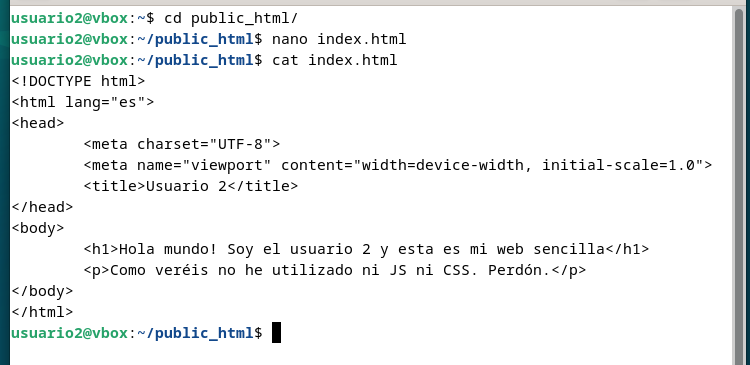 usuario2@vbox:~$ cd public_html/
usuario2@vbox:~/public_html$ nano index.html
usuario2@vbox:~/public_html$ cat index.html
<!DOCTYPE html>
<html lang="es">
<head>
        <meta charset="UTF-8">
        <meta name="viewport" content="width=device-width, initial-scale=1.0">
        <title>Usuario 2</title>
</head>
<body>
        <h1>Hola mundo! Soy el usuario 2 y esta es mi web sencilla</h1>
        <p>Como veréis no he utilizado ni JS ni CSS. Perdón.</p>
</body>
</html>
usuario2@vbox:~/public_html$